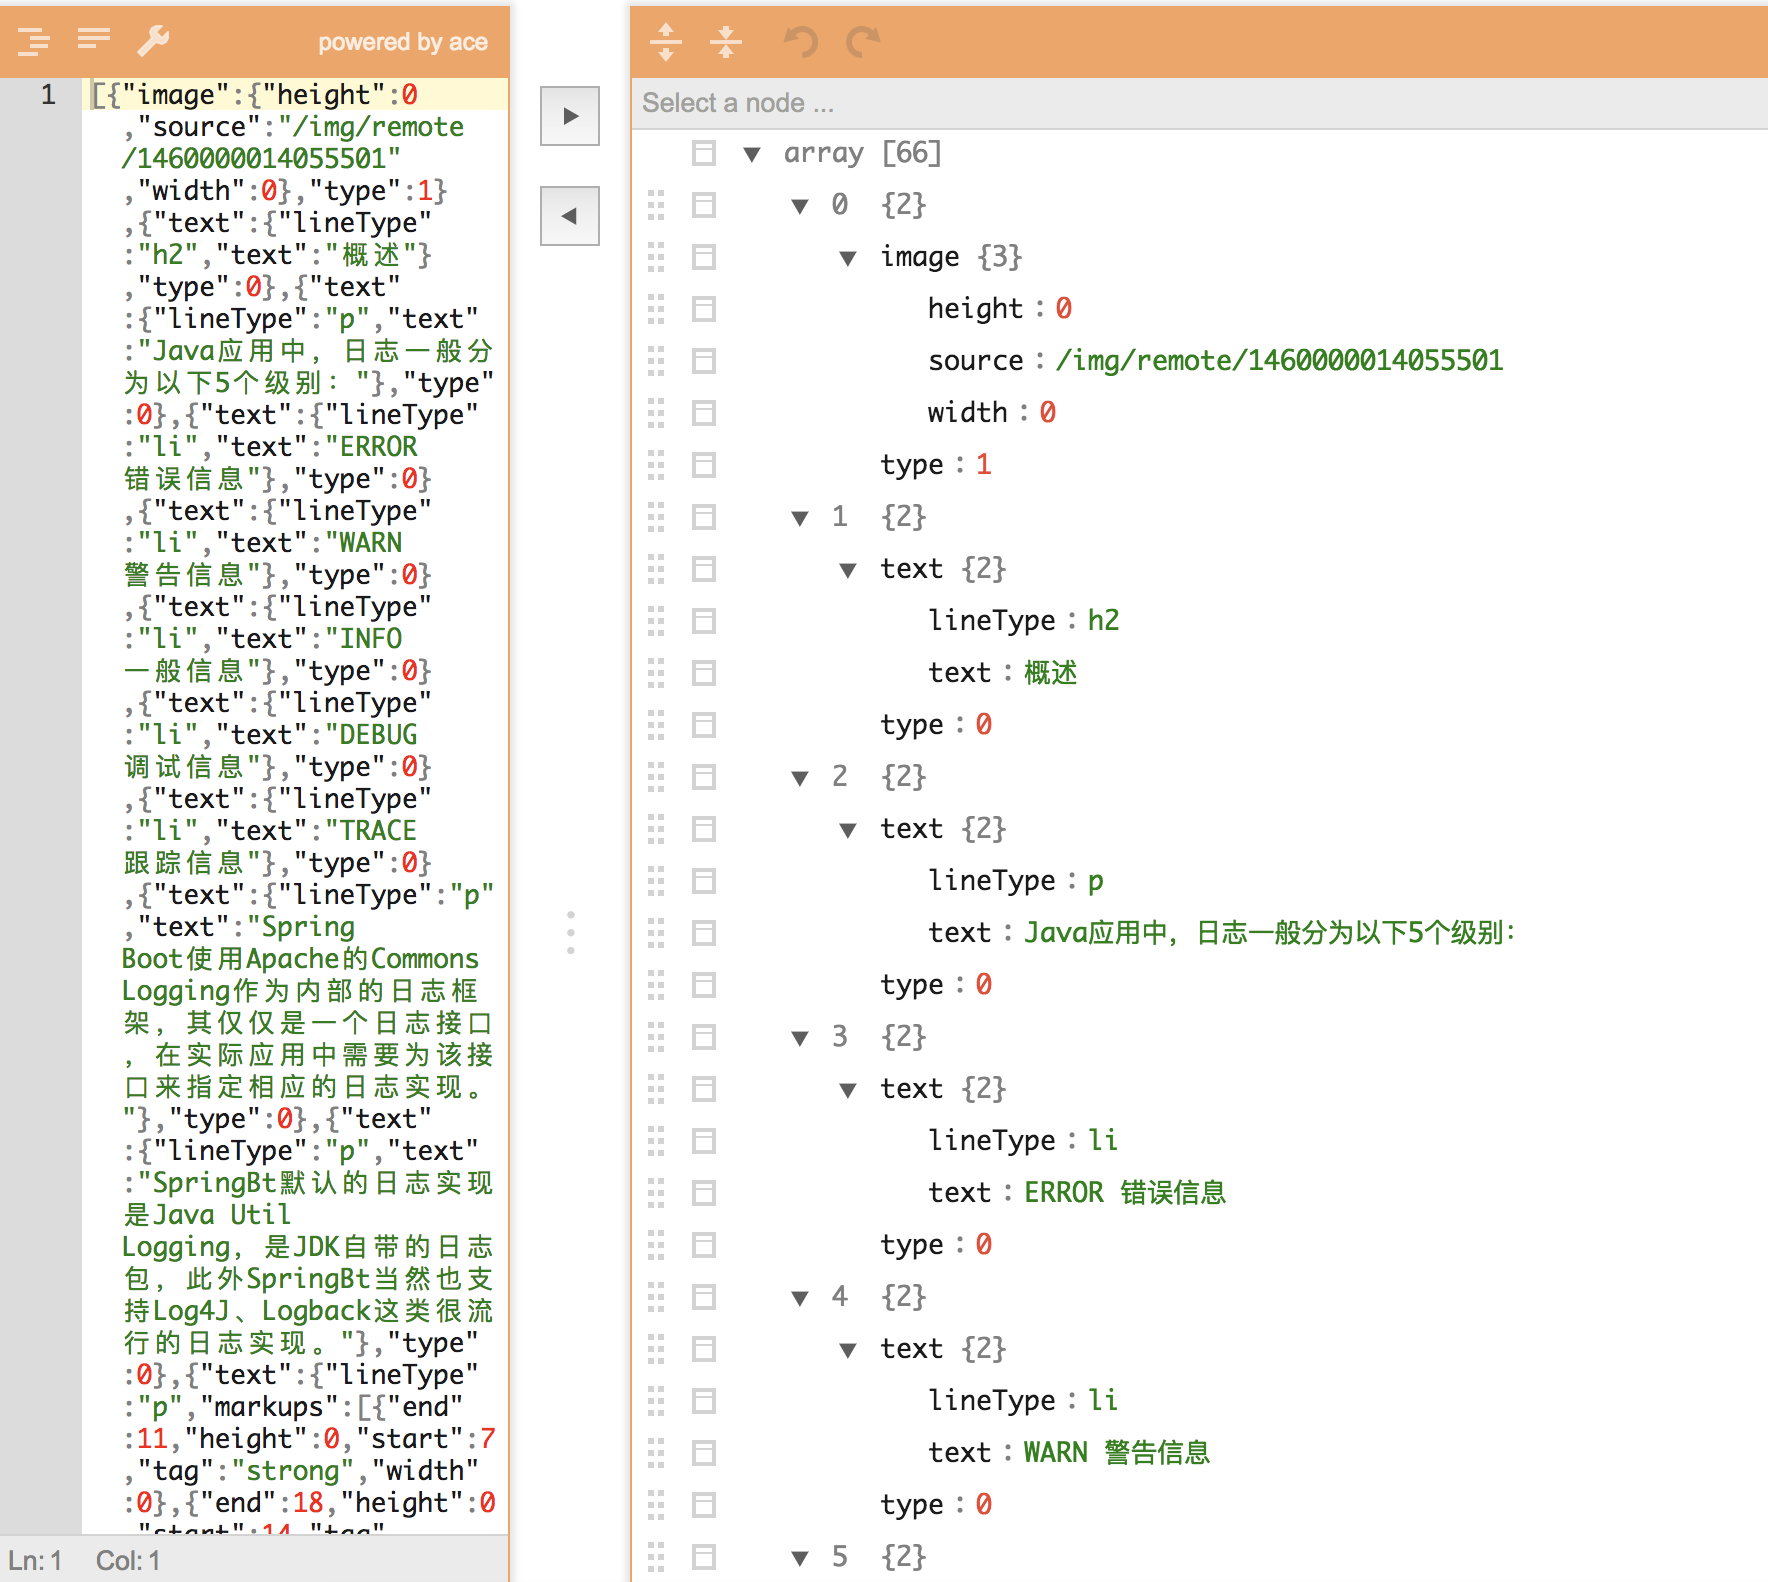 powered by ace
1
[{"image":{"height":0
,"source":"/img/remote
/1460000014055501"
,"width":0},"type":1}
,{"text":{"lineType"
:"h2","text":"概述"}
,"type":0},{"text"
:{"lineType":"p","text"
:"Java应用中，日志一般分
为以下5个级别："},"type"
:0},{"text":{"lineType"
:"li","text":"ERROR
错误信息"},"type":0}
,{"text":{"lineType"
:"li","text":"WARN
警告信息"},"type":0}
,{"text":{"lineType"
:"li","text":"INFO
一般信息"},"type":0}
,{"text":{"lineType"
:"li","text":"DEBUG
调试信息"},"type":0}
,{"text":{"lineType"
:"li","text":"TRACE
跟踪信息"},"type":0}
,{"text":{"lineType":"p"
,"text":"Spring
Boot使用Apache的Commons
Logging作为内部的日志框
架，其仅仅是一个日志接口
，在实际应用中需要为该接
口来指定相应的日志实现。
"},"type":0},{"text"
:{"lineType":"p","text"
:"SpringBt默认的日志实现
是Java Util
Logging，是JDK自带的日志
包，此外SpringBt当然也支
持Log4J、Logback这类很流
行的日志实现。"},"type"
:0},{"text":{"lineType"
:"p","markups":[{"end"
:11,"height":0,"start":7
,"tag":"strong","width"
:0},{"end":18,"height":0
,"start":14,"tag"
Ln: 1 Col: 1
Select a node ...
array [66]
0 {2}
image {3}
height : 0
source : /img/remote/1460000014055501
width : 0
type : 1
1 {2}
text {2}
lineType : h2
text : 概述
type : 0
2 {2}
text {2}
lineType : p
text : Java应用中，日志一般分为以下5个级别：
type : 0
3 {2}
text {2}
lineType : li
text : ERROR 错误信息
type : 0
4 {2}
text {2}
lineType : li
text : WARN 警告信息
type : 0
5 {2}